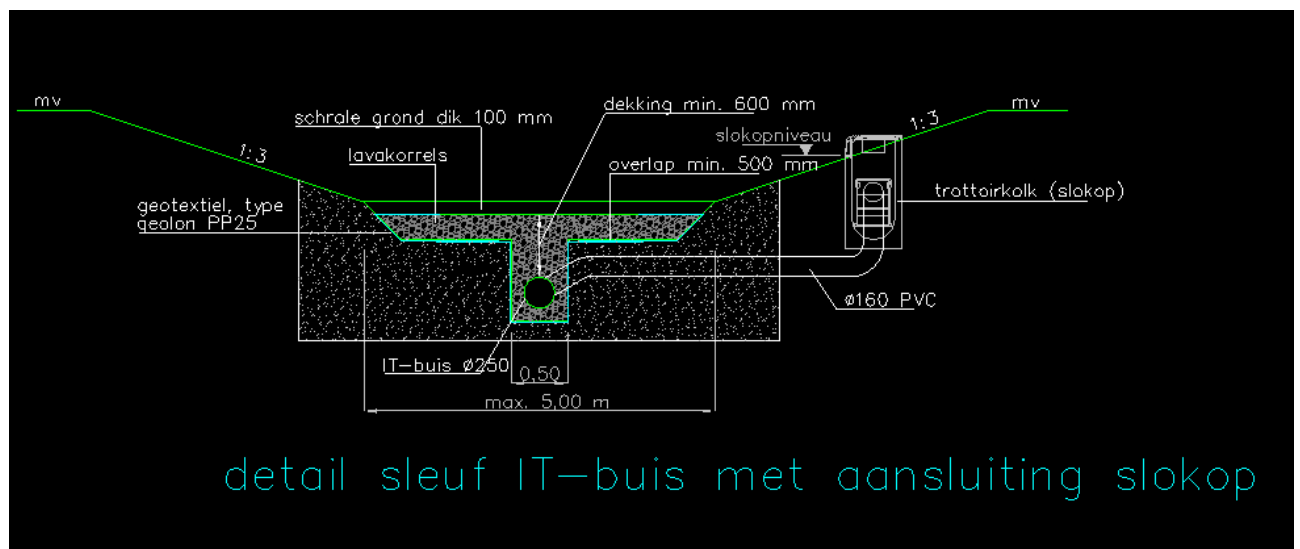 mv
dekking min. 600 mm
mv
schrale grond dik 100 mm
1:3
slokopniveau
1:3
lavakorrels
overlap min. 500 mm
trottoirkolk (slokop)
geotextiel, type
geolon PP25
ø160 PVC
IT-buis ø250
0,50
max. 5,00 m
detail sleuf IT-buis met aansluiting slokop